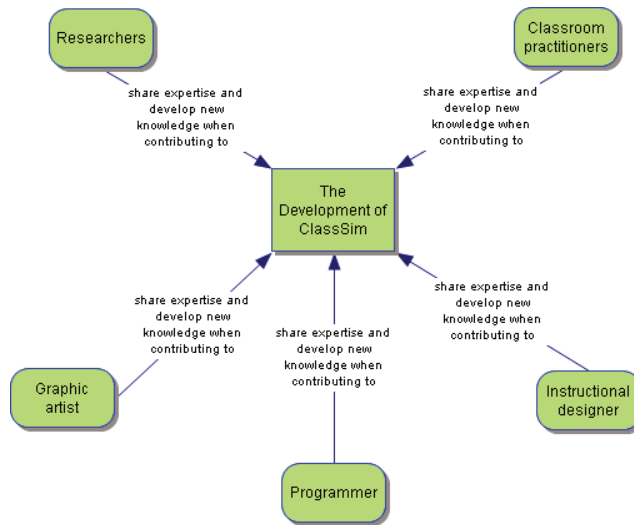 Researchers
Classroom
practitioners
share expertise and
develop new
knowledge when
contributing to
share expertise and
develop new
knowledge when
contributing to
The
Development of
ClassSim
share expertise and
develop new
knowledge when
contributing to
share expertise and
develop new
knowledge when
contributing to
share expertise and
develop new
knowledge when
contributing to
Graphic
artist
Instructional
designer
Programmer